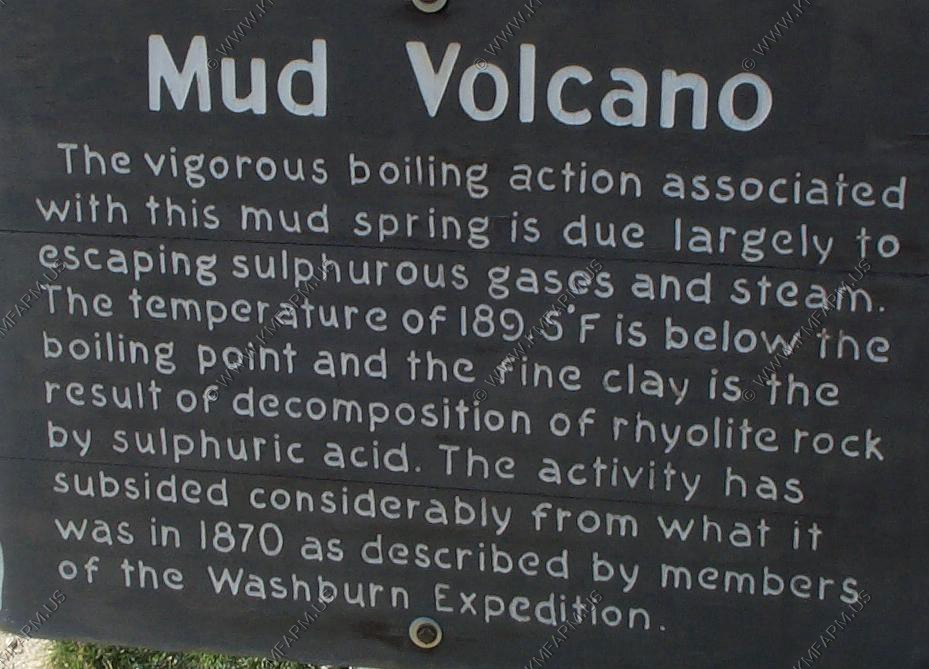 Mud Volcano
The vigorous boiling action associated
with this mud spring is due largely to
escaping sulphurous gases and steam.
The temperature of 189.5°F is below the
boiling point and the fine clay is the
result of decomposition of rhyolite rock
by sulphuric acid. The activity has
subsided considerably from what it
was in 1870 as described by members
of the Washburn Expedition.
© WWW.KMFARM.US